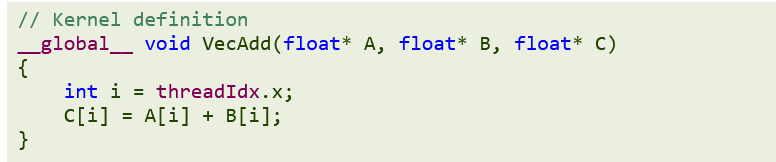 // Kernel definition
__global__ void VecAdd(float* A, float* B, float* C)
{
    int i = threadIdx.x;
    C[i] = A[i] + B[i];
}